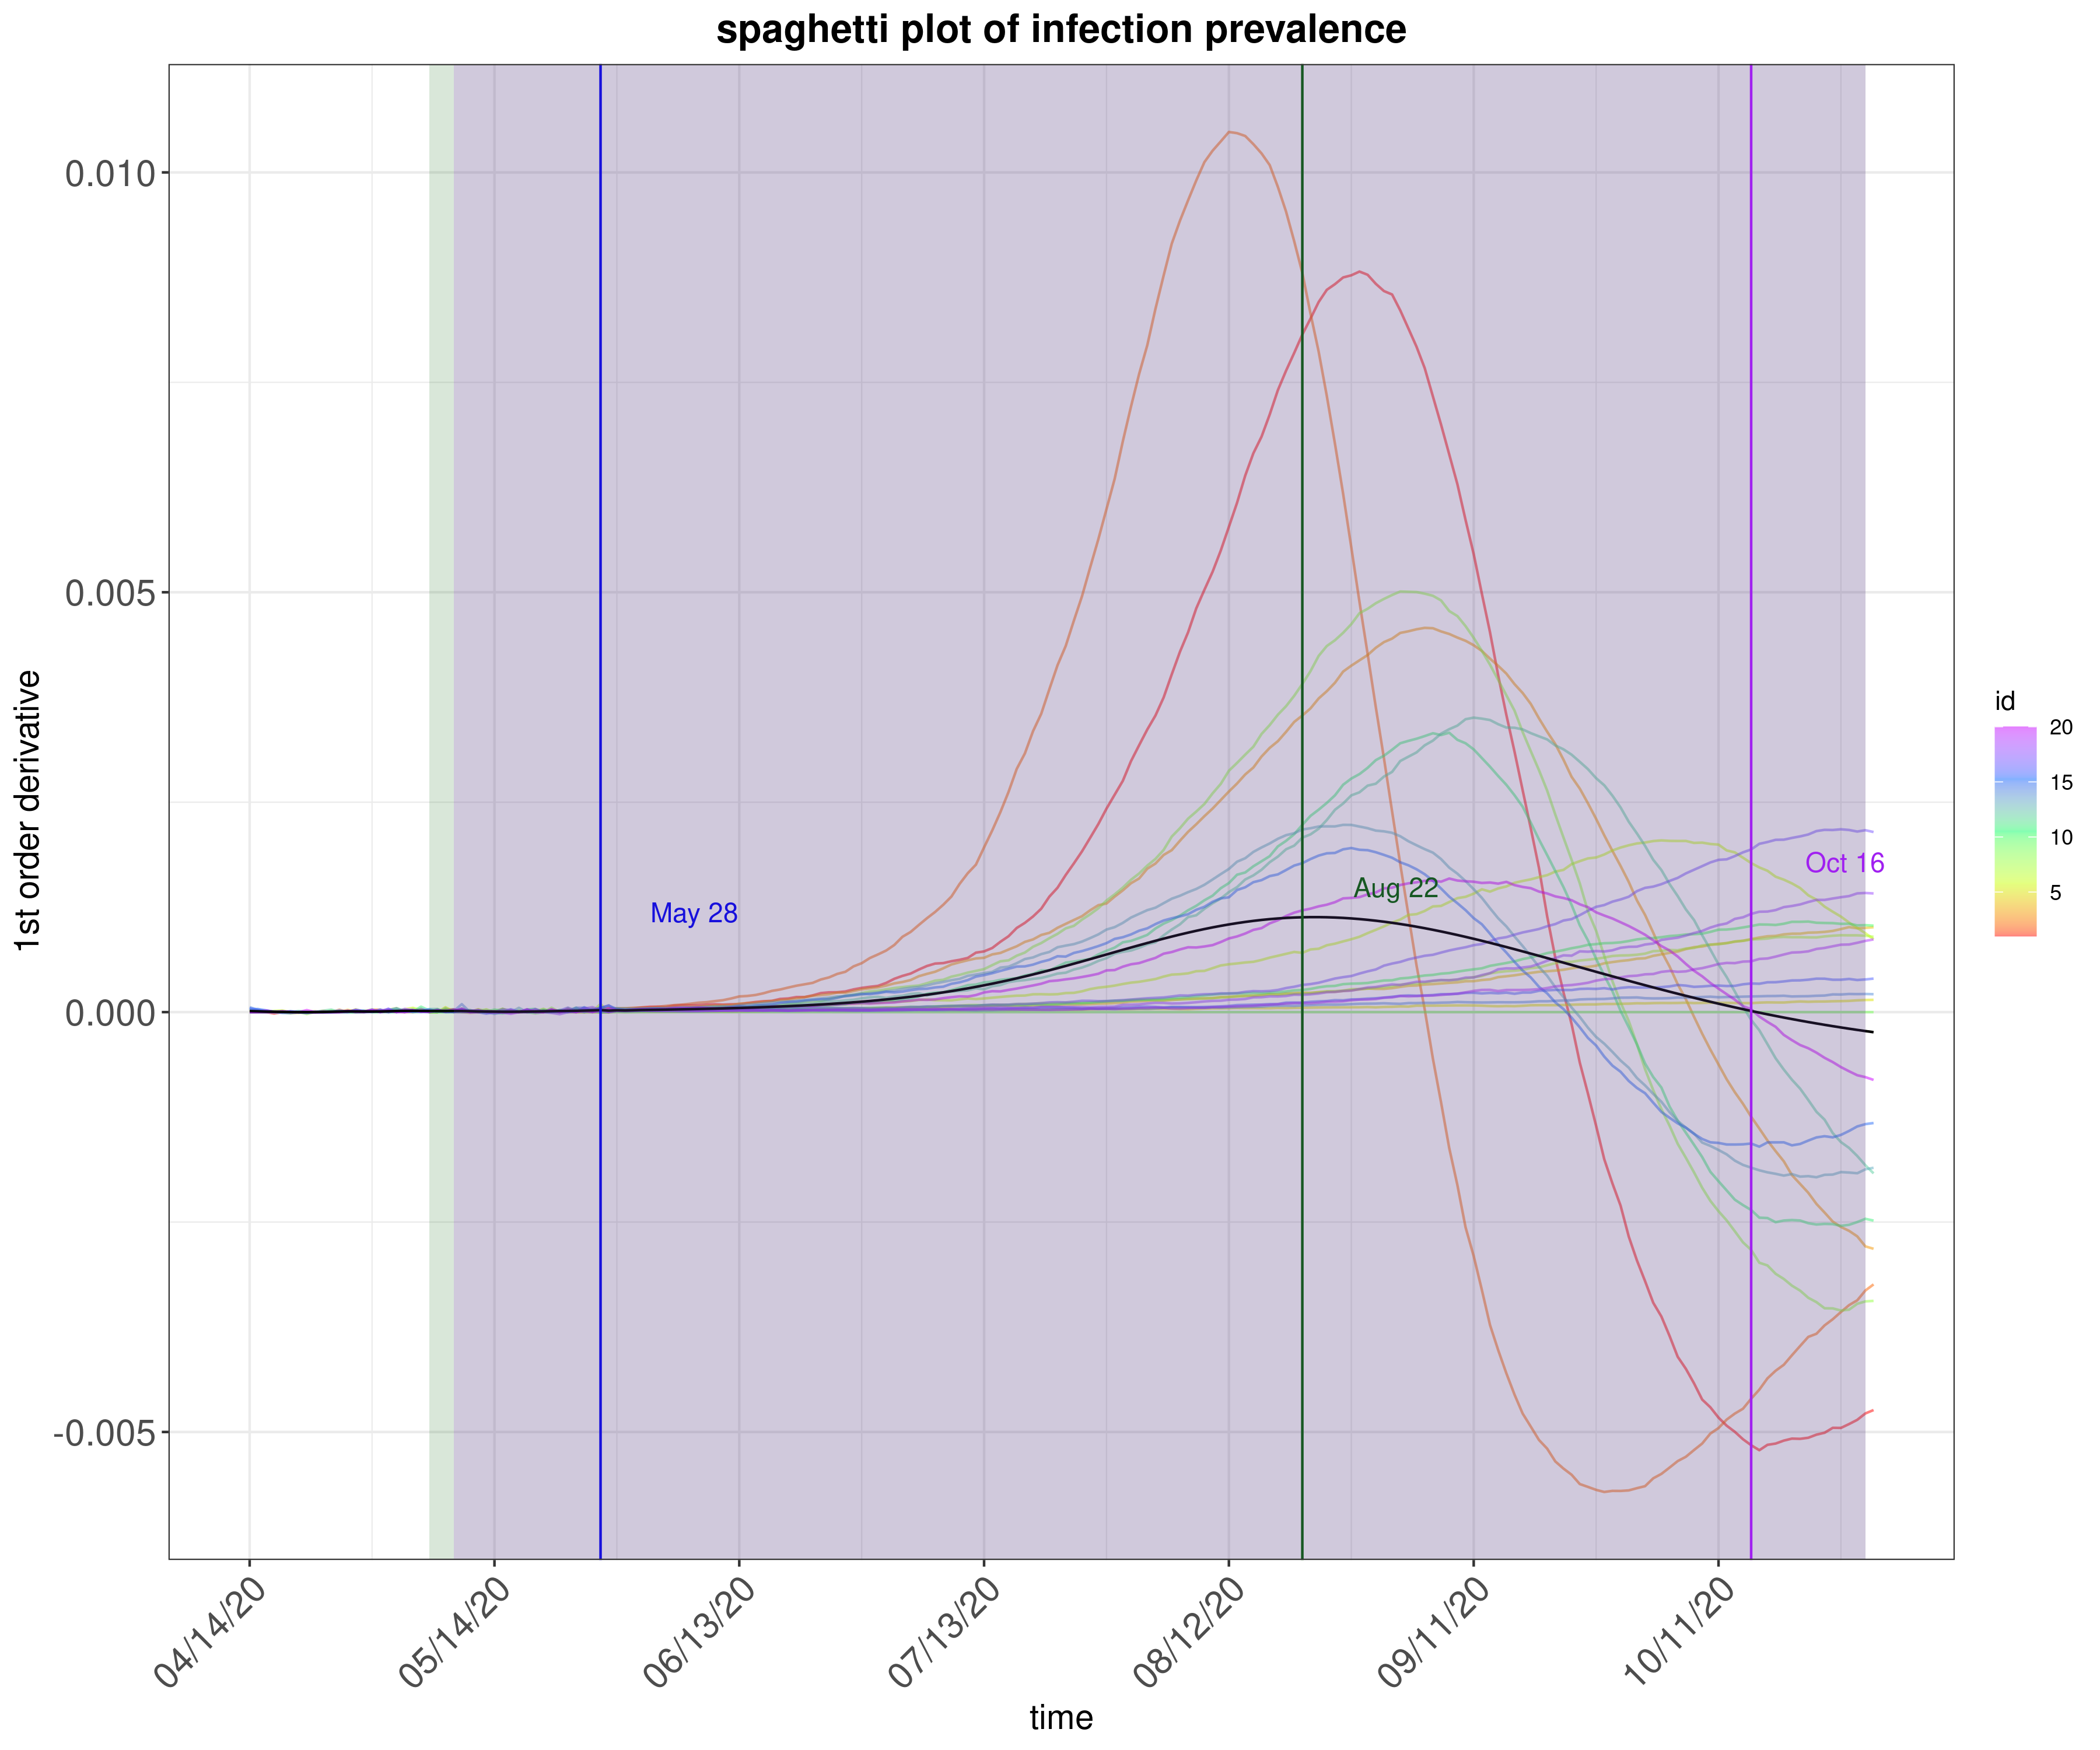 spaghetti plot of infection prevalence
1st order derivative
0.010
0.005
0.000
-0.005
May 28
Aug 22
Oct 16
04/14/20
05/14/20
06/13/20
07/13/20
08/12/20
09/11/20
10/11/20
time
id
20
15
10
5